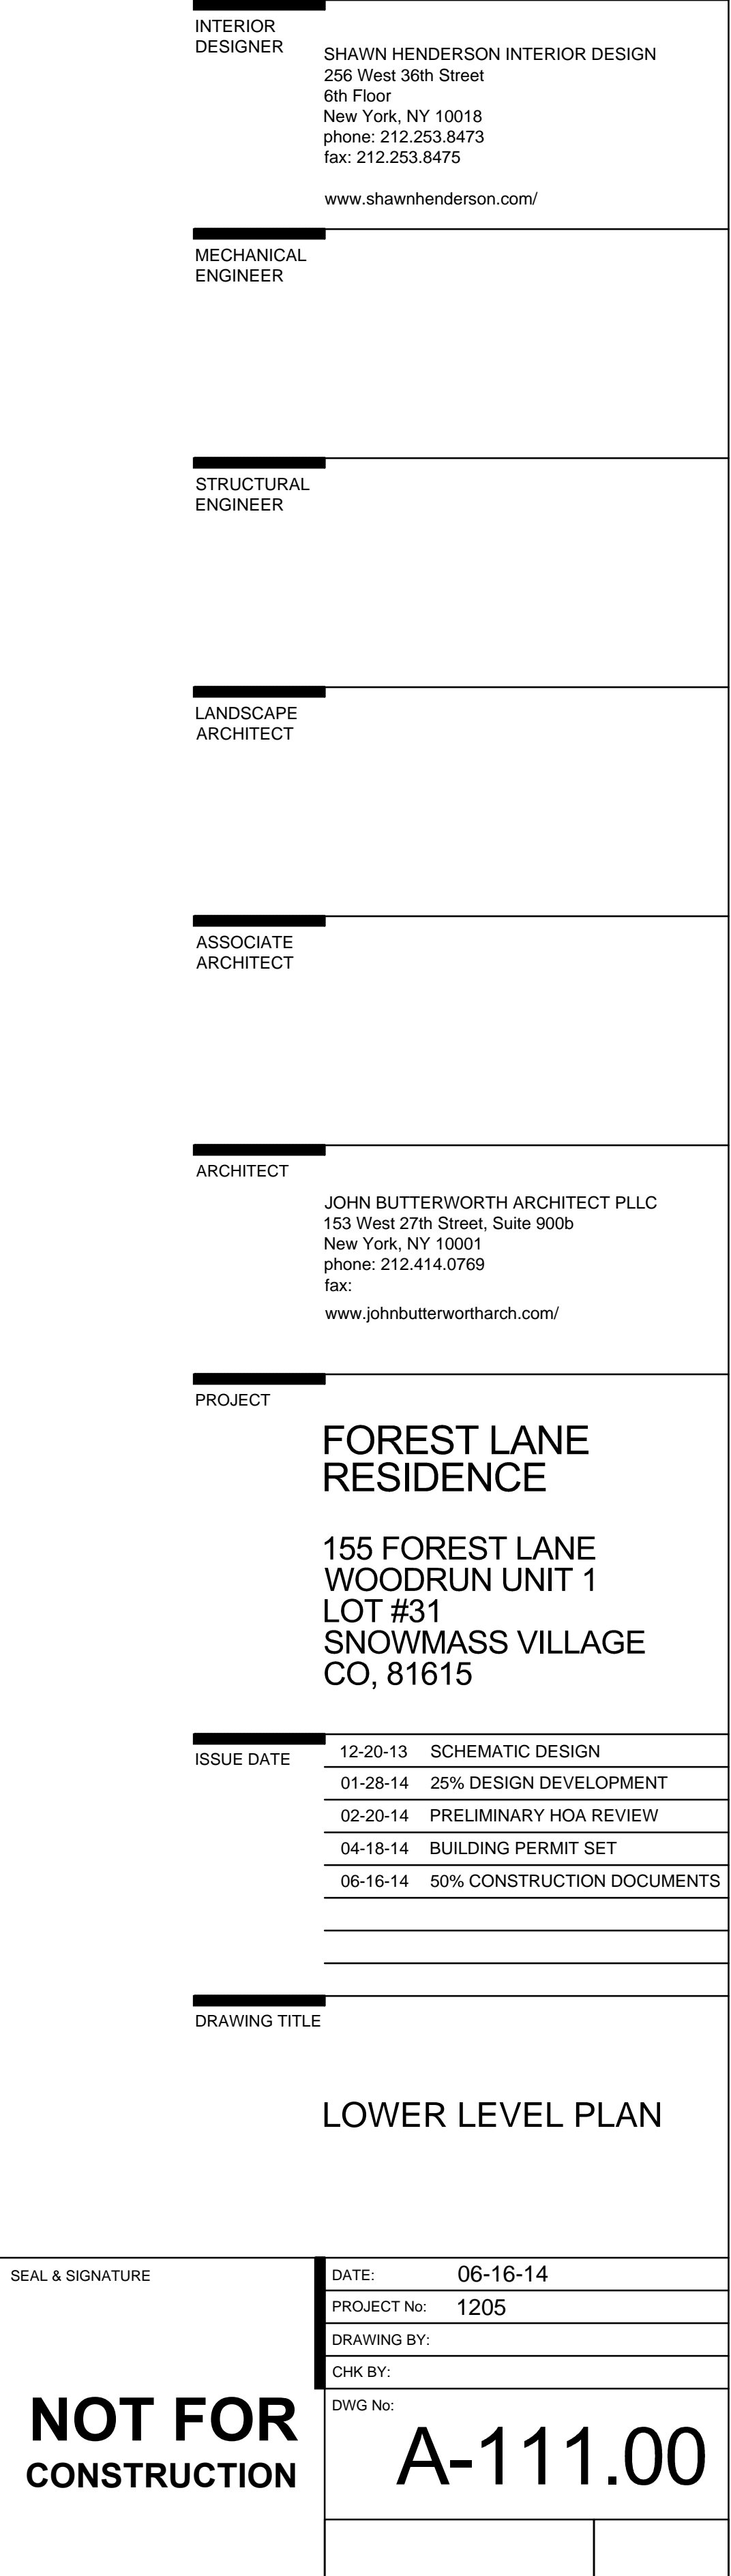 INTERIOR
DESIGNER
SHAWN HENDERSON INTERIOR DESIGN
256 West 36th Street
6th Floor
New York, NY 10018
phone: 212.253.8473
fax: 212.253.8475
www.shawnhenderson.com/
MECHANICAL
ENGINEER
STRUCTURAL
ENGINEER
LANDSCAPE
ARCHITECT
ASSOCIATE
ARCHITECT
ARCHITECT
JOHN BUTTERWORTH ARCHITECT PLLC
153 West 27th Street, Suite 900b
New York, NY 10001
phone: 212.414.0769
fax:
www.johnbutterwortharch.com/
PROJECT
FOREST LANE
RESIDENCE
155 FOREST LANE
WOODRUN UNIT 1
LOT #31
SNOWMASS VILLAGE
CO, 81615
ISSUE DATE
12-20-13 SCHEMATIC DESIGN
01-28-14 25% DESIGN DEVELOPMENT
02-20-14 PRELIMINARY HOA REVIEW
04-18-14 BUILDING PERMIT SET
06-16-14 50% CONSTRUCTION DOCUMENTS
DRAWING TITLE
LOWER LEVEL PLAN
SEAL & SIGNATURE
NOT FOR
CONSTRUCTION
DATE: 06-16-14
PROJECT No: 1205
DRAWING BY:
CHK BY:
DWG No:
A-111.00